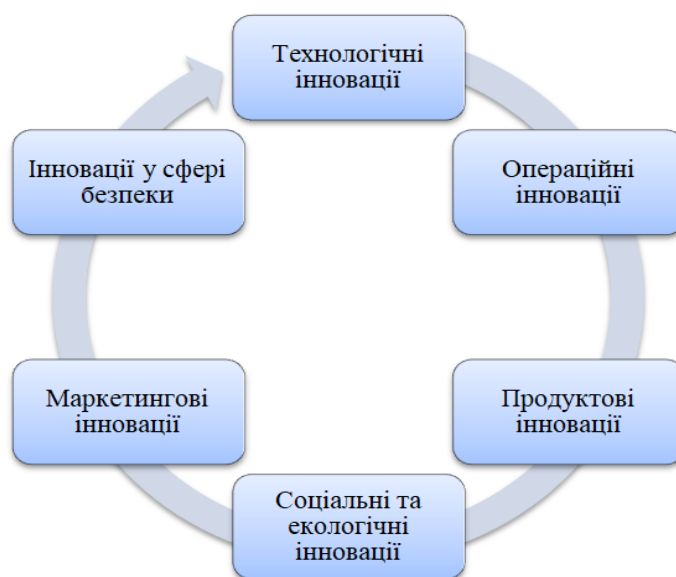 Технологічні
інновації
Операційні
інновації
Продуктові
інновації
Соціальні та
екологічні
інновації
Маркетингові
інновації
Інновації у сфері
безпеки